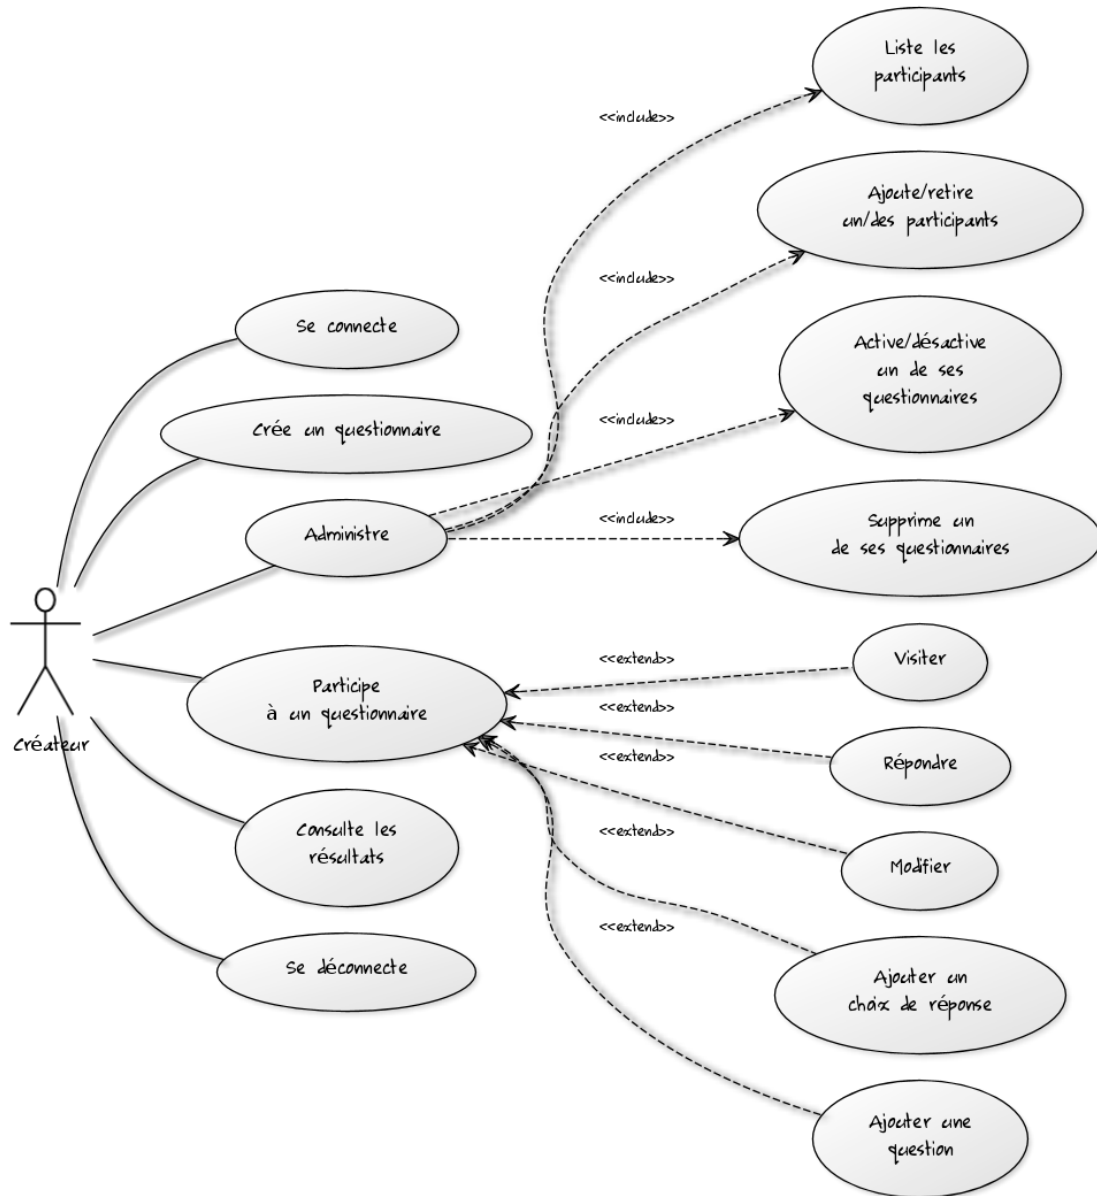 Liste les
participants
<<include>>
Ajoute/retire
un/des participants
<<include>>
Se connecte
Active/désactive
un de ses
questionnaires
<<include>>
Crée un questionnaire
<<include>>
Administre
Supprime un
de ses questionnaires
<<extend>>
Visiter
Participe
à un questionnaire
<<extend>>
Créateur
<<extend>>
Répondre
Consulte les
résultats
<<extend>>
Modifier
<<extend>>
Se déconnecte
Ajouter un
choix de réponse
Ajouter une
question